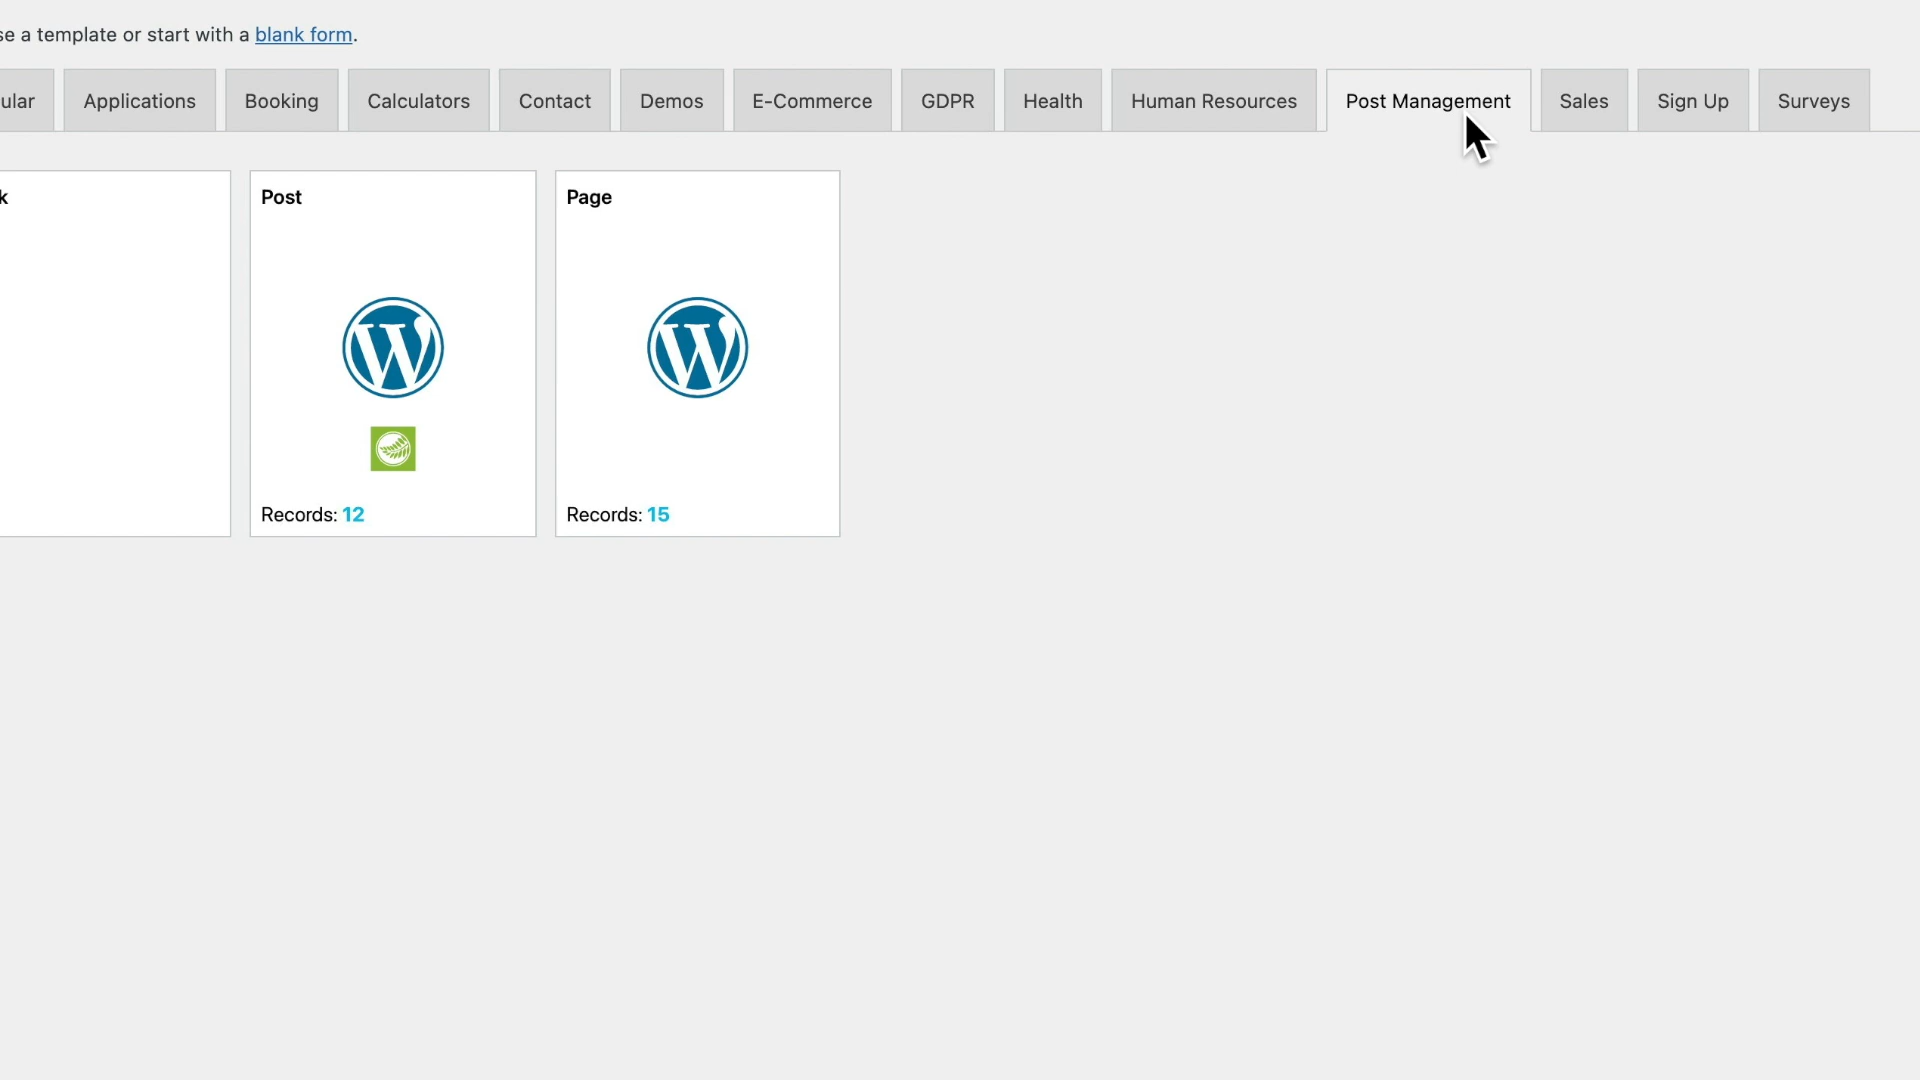 se a template or start with a blank form.
ular Applications Booking Calculators Contact Demos E-Commerce GDPR Health Human Resources Post Management Sales Sign Up Surveys
k Post Page
Records: 12 Records: 15